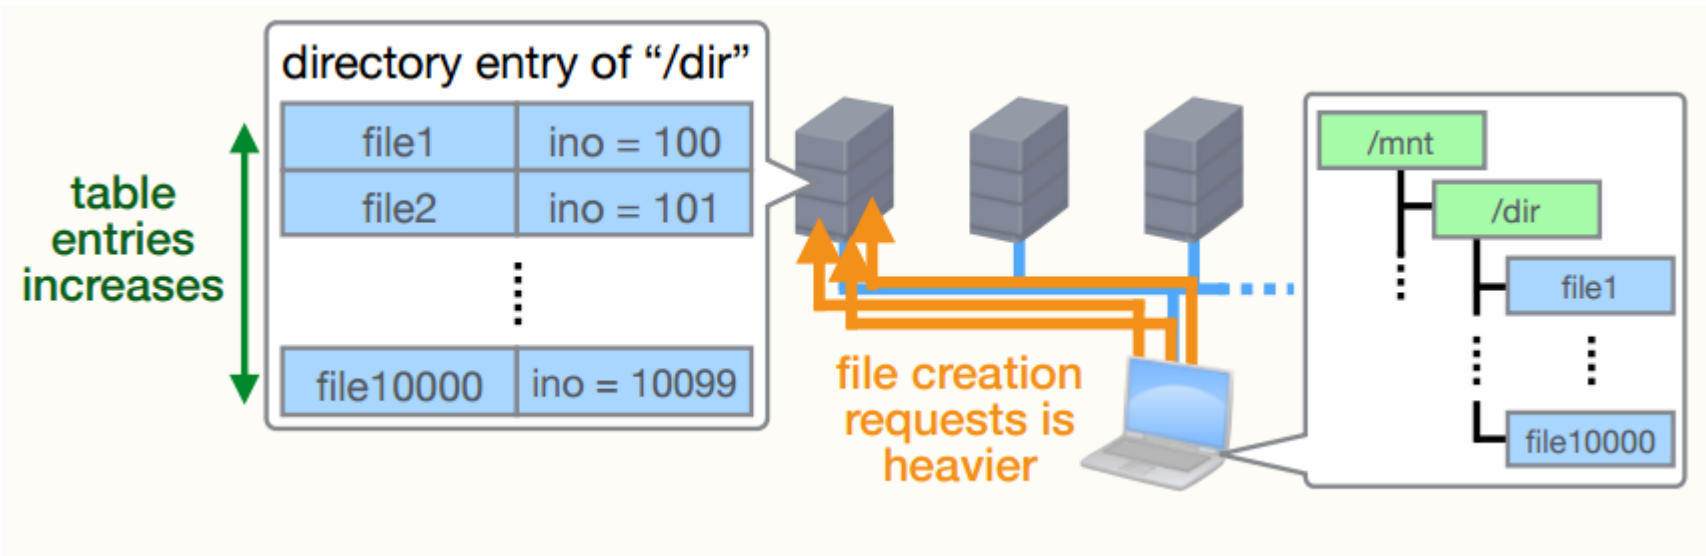 directory entry of “/dir”
file1 ino = 100
file2 ino = 101
file10000 ino = 10099
table
entries
increases
file creation
requests is
heavier
/mnt
/dir
file1
file10000